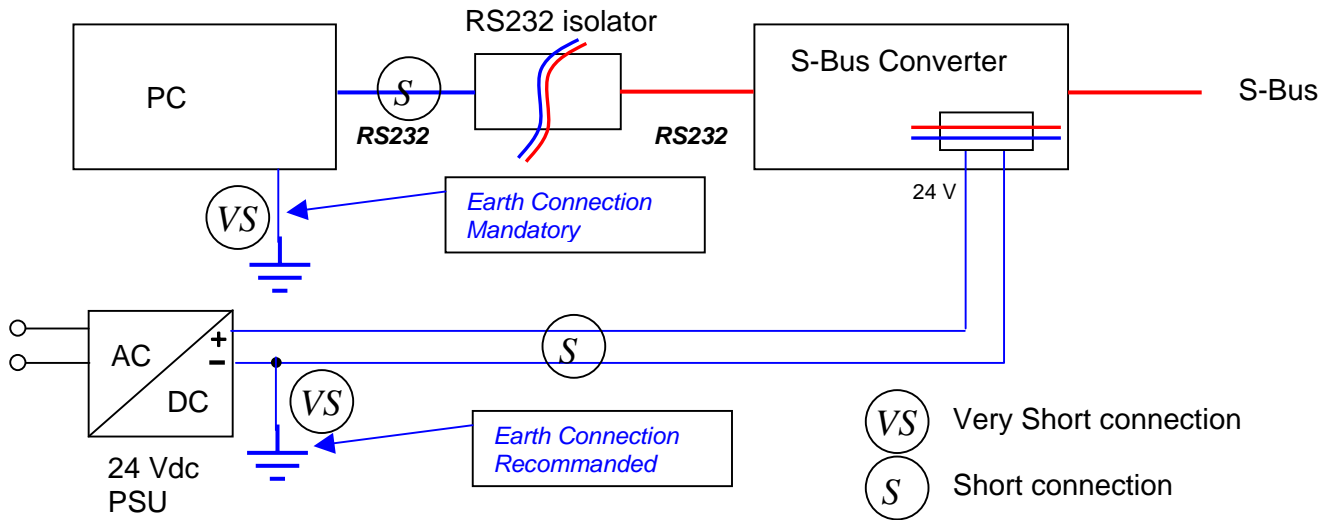 RS232 isolator
PC
S
RS232
RS232
S-Bus Converter
S-Bus
24 V
VS
Earth Connection
Mandatory
AC
DC
+
-
S
VS
Earth Connection
Recommanded
24 Vdc
PSU
VS Very Short connection
S Short connection